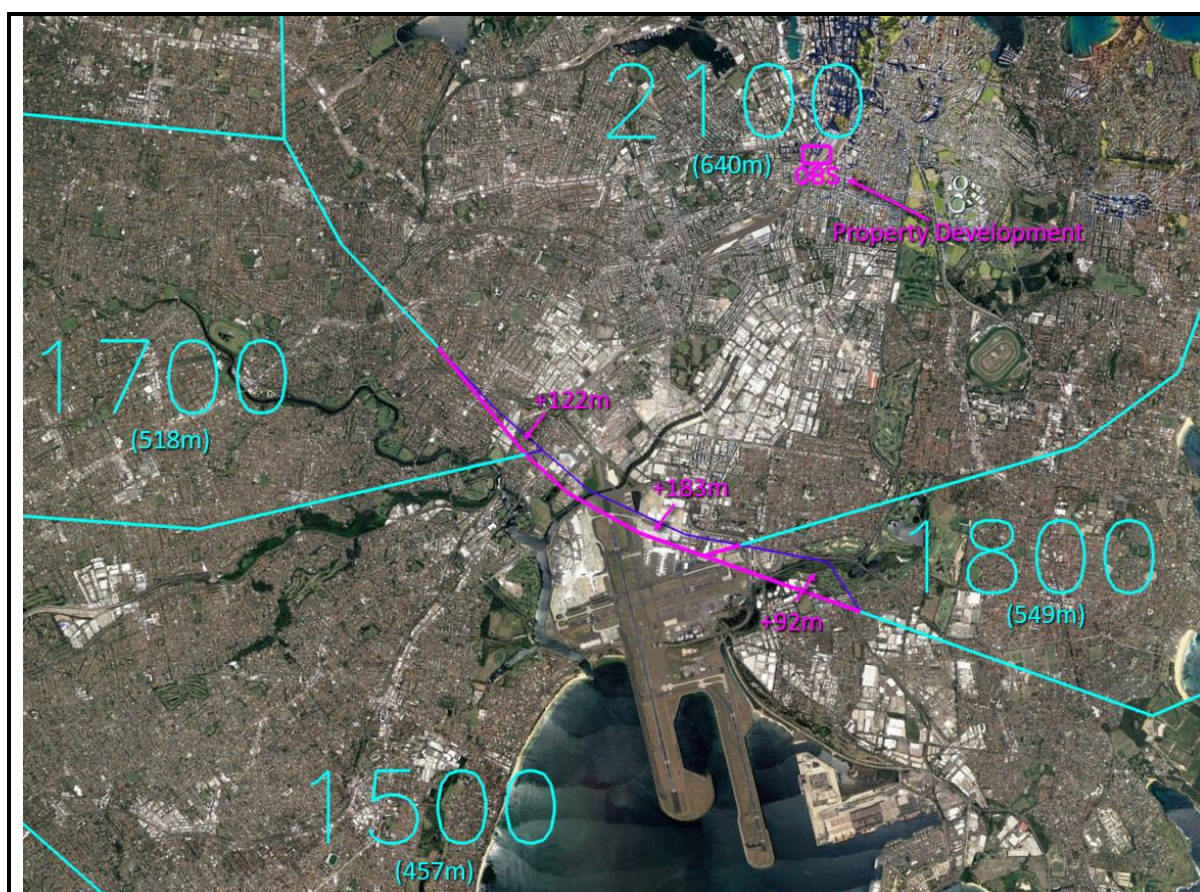 2100
(640m)
OBS
Property Development
1700
(518m)
+122m
+183m
1800
(549m)
+92m
1500
(457m)